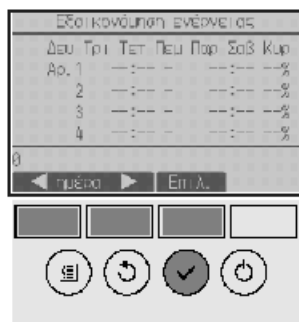 Εξοικονόμηση ενέργειας
Δευ Τρι Τετ Πεμ Παρ Σαβ Κυρ
Αρ. 1 --:-- - --:-- --%
2 --:-- - --:-- --%
3 --:-- - --:-- --%
4 --:-- - --:-- --%
0
◀ ημέρα ▶ Επιλ.